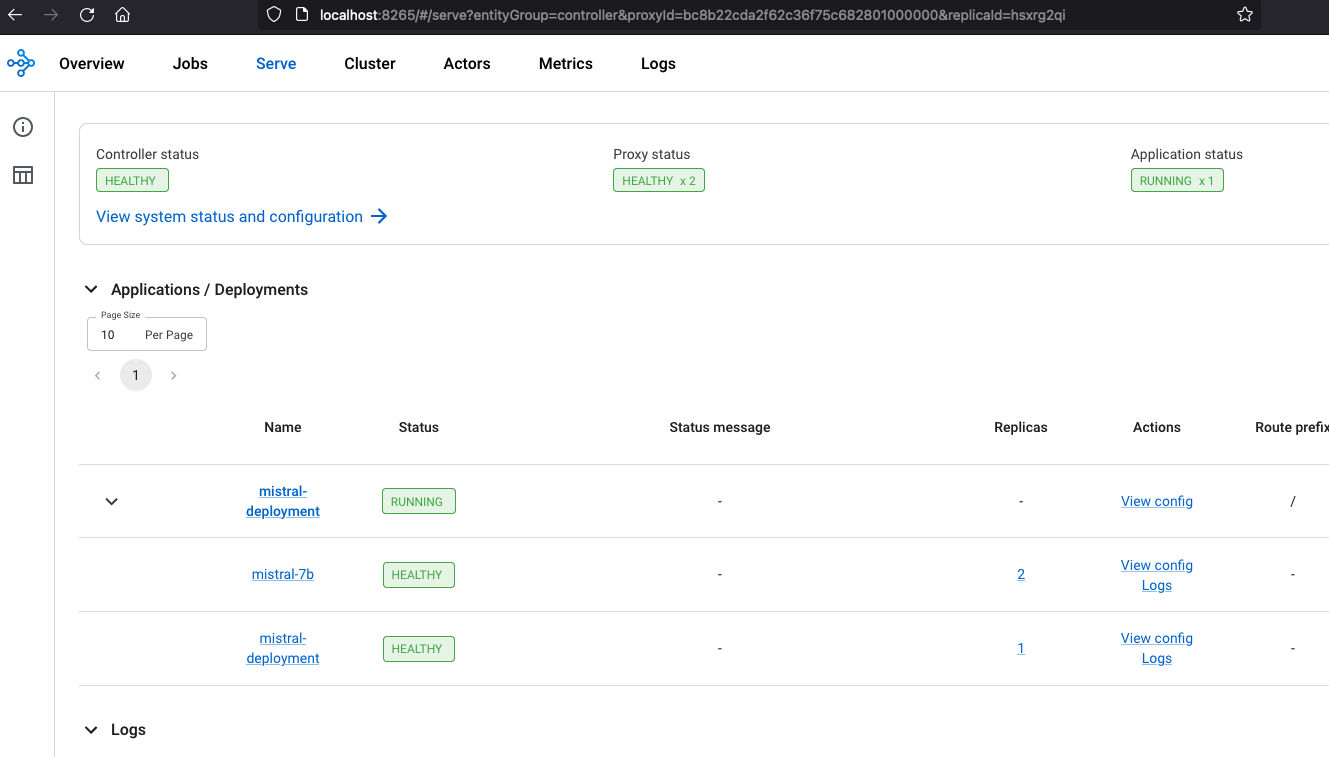 localhost:8265/#/serve?entityGroup=controller&proxyId=bc8b22cda2f62c36f75c682801000000&replicaId=hsxrg2qi
Overview Jobs Serve Cluster Actors Metrics Logs
Controller status Proxy status Application status
HEALTHY HEALTHY x 2 RUNNING x 1
View system status and configuration →
Applications / Deployments
Page Size
10 Per Page
1
Name Status Status message Replicas Actions Route prefix
mistral-
deployment RUNNING - - View config /
mistral-7b HEALTHY - 2 View config
Logs -
mistral-
deployment HEALTHY - 1 View config
Logs -
Logs